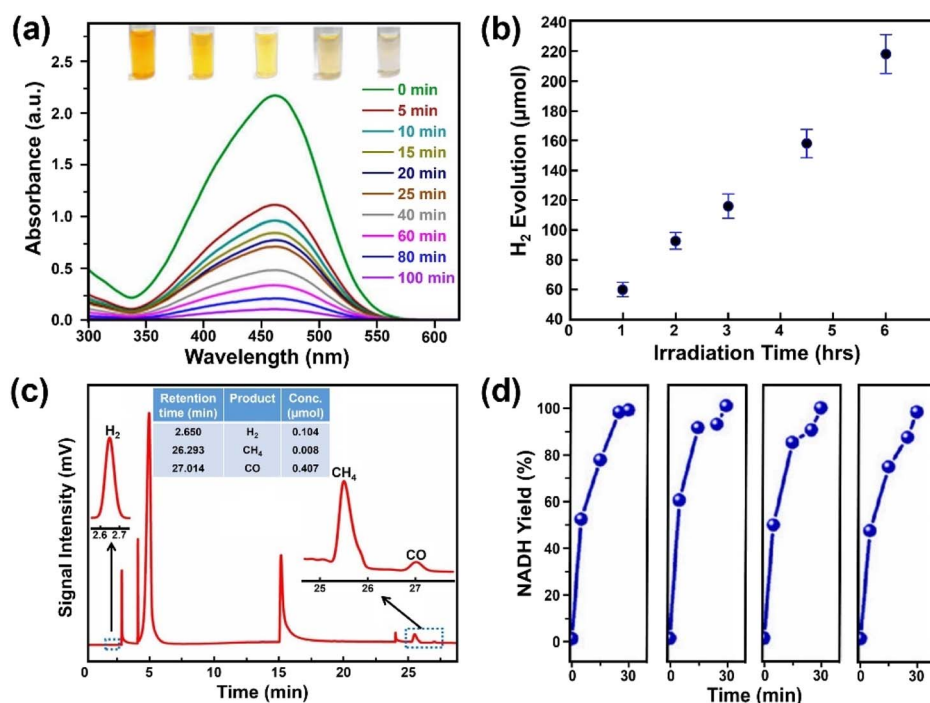 (a)
Absorbance (a.u.)
2.5
2.0
1.5
1.0
0.5
0.0
300 350 400 450 500 550 600
Wavelength (nm)
0 min
5 min
10 min
15 min
20 min
25 min
40 min
60 min
80 min
100 min
(b)
H₂ Evolution (μmol)
240
220
200
180
160
140
120
100
80
60
40
0 1 2 3 4 5 6
Irradiation Time (hrs)
(c)
Signal Intensity (mV)
Retention time (min) Product Conc. (μmol)
2.650 H₂ 0.104
26.293 CH₄ 0.008
27.014 CO 0.407
H₂
2.6 2.7
CH₄
CO
25 26 27
0 5 10 15 20 25
Time (min)
(d)
NADH Yield (%)
100
80
60
40
20
0
0 30 0 30 0 30 0 30
Time (min)